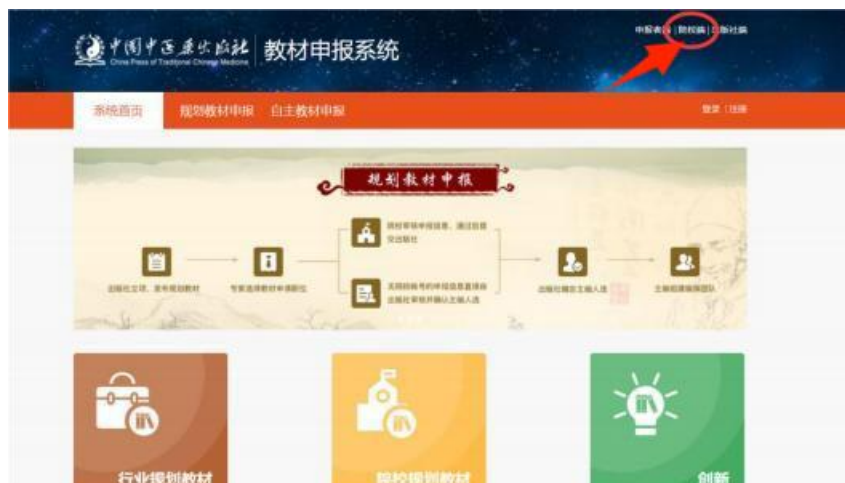 申报者端 | 院校端 | 出版社端
中国中医药出版社 教材申报系统
China Press of Traditional Chinese Medicine
系统首页 规划教材申报 自主教材申报 登录 | 注册
规划教材申报
院校审核申报信息,通过后提
交出版社
出版社立项、发布规划教材
专家选择教材申请职位
无院校账号的申报信息直接由
出版社审核并确认主编人选
出版社确定主编人选
主编组建编撰团队
行业规划教材 院校规划教材 创新